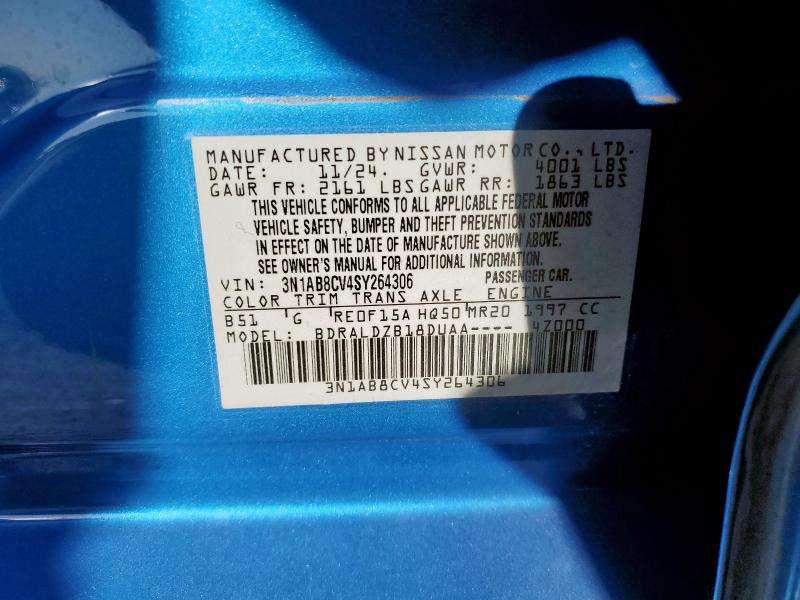 MANUFACTURED BY NISSAN MOTOR CO., LTD.
DATE: 11/24. GVWR: 4001 LBS
GAWR FR: 2161 LBS GAWR RR: 1863 LBS
THIS VEHICLE CONFORMS TO ALL APPLICABLE FEDERAL MOTOR
VEHICLE SAFETY, BUMPER AND THEFT PREVENTION STANDARDS
IN EFFECT ON THE DATE OF MANUFACTURE SHOWN ABOVE.
SEE OWNER'S MANUAL FOR ADDITIONAL INFORMATION.
VIN: 3N1AB8CV4SY264306 PASSENGER CAR.
COLOR TRIM TRANS AXLE ENGINE
B51 G RE0F15A HQ50 MR20 1997 CC
MODEL: BDRALDZB18DUAA---- 4Z000
3N1AB8CV4SY264306